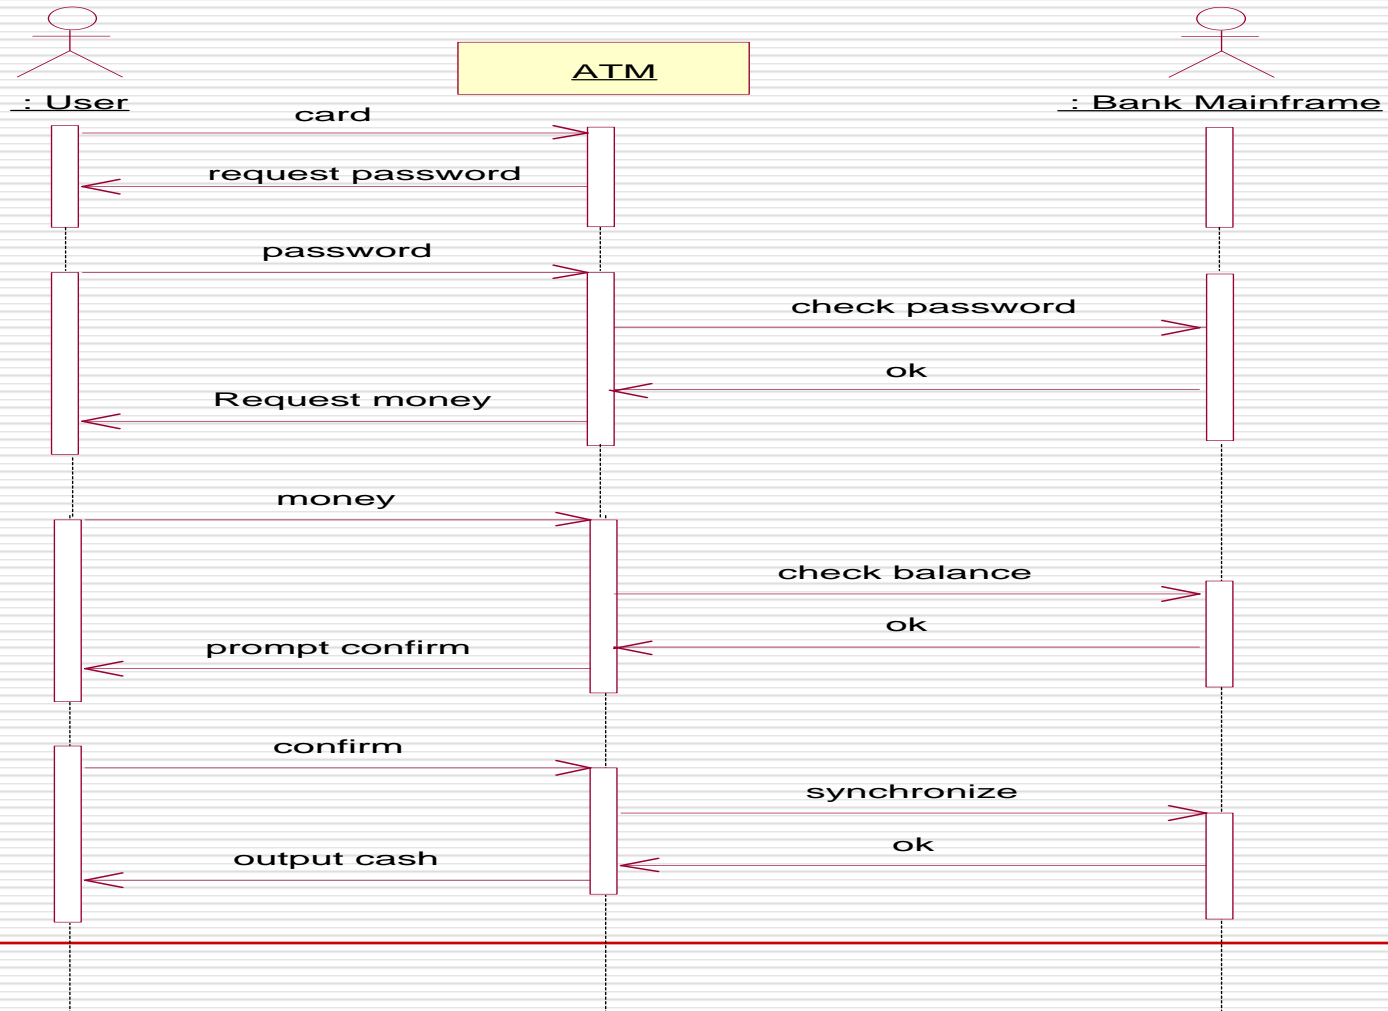 ATM
: User
: Bank Mainframe
card
request password
password
check password
ok
Request money
money
check balance
ok
prompt confirm
confirm
synchronize
ok
output cash